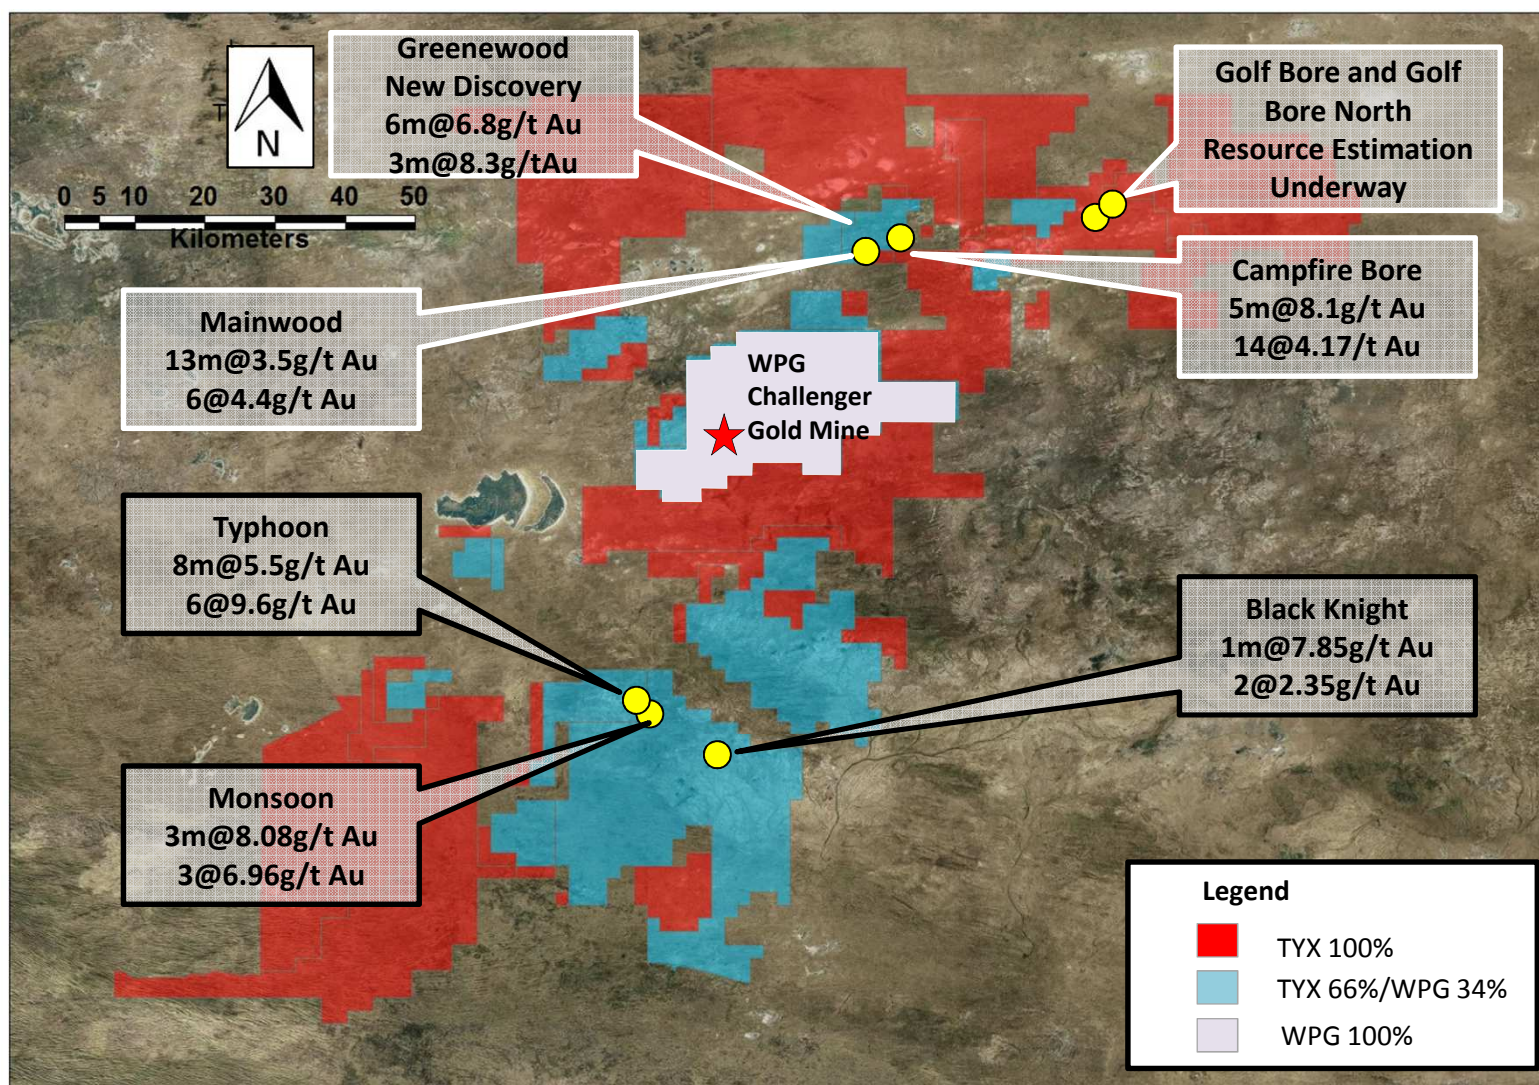 Greenewood
New Discovery
6m@6.8g/t Au
3m@8.3g/tAu
Golf Bore and Golf
Bore North
Resource Estimation
Underway
N
0 5 10 20 30 40 50
Kilometers
Mainwood
13m@3.5g/t Au
6@4.4g/t Au
Campfire Bore
5m@8.1g/t Au
14@4.17/t Au
WPG
Challenger
Gold Mine
Typhoon
8m@5.5g/t Au
6@9.6g/t Au
Black Knight
1m@7.85g/t Au
2@2.35g/t Au
Monsoon
3m@8.08g/t Au
3@6.96g/t Au
Legend
TYX 100%
TYX 66%/WPG 34%
WPG 100%